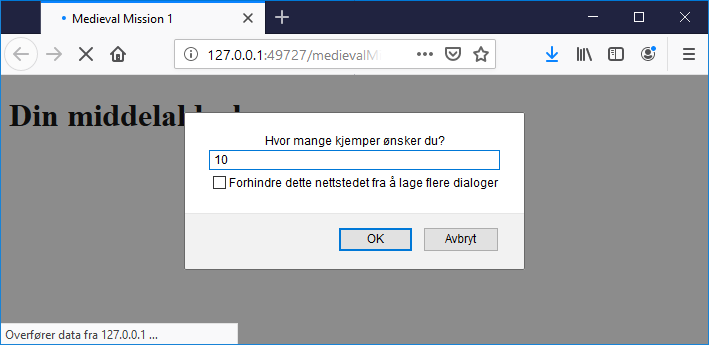 Medieval Mission 1
127.0.0.1:49727/medievalM
Din middelal
Hvor mange kjemper ønsker du?
10
Forhindre dette nettstedet fra å lage flere dialoger
OK
Avbryt
Overfører data fra 127.0.0.1 ...